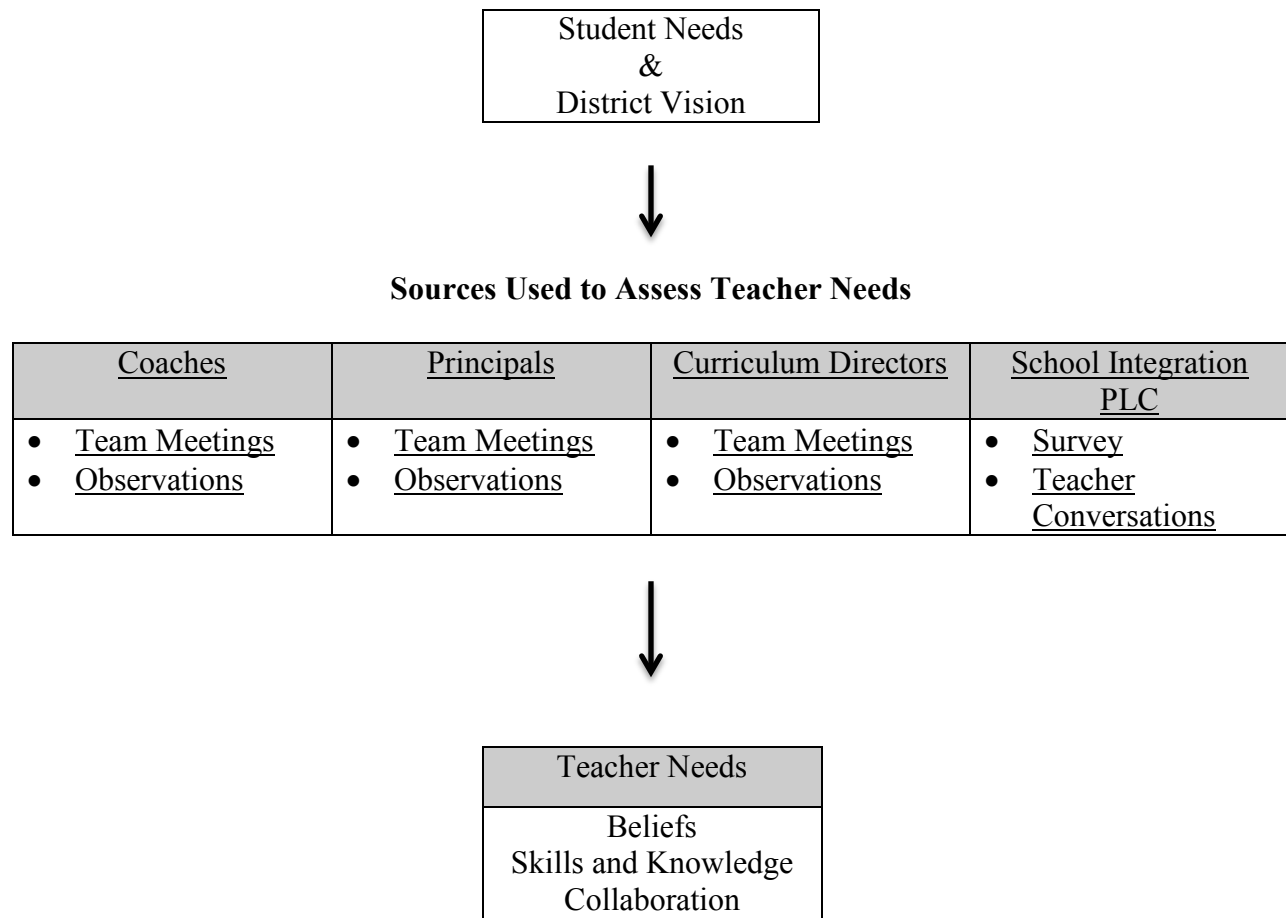 Student Needs
&
District Vision
Sources Used to Assess Teacher Needs
Coaches
Principals
Curriculum Directors
School Integration
PLC
• Team Meetings
• Observations
• Team Meetings
• Observations
• Team Meetings
• Observations
• Survey
• Teacher
Conversations
Teacher Needs
Beliefs
Skills and Knowledge
Collaboration